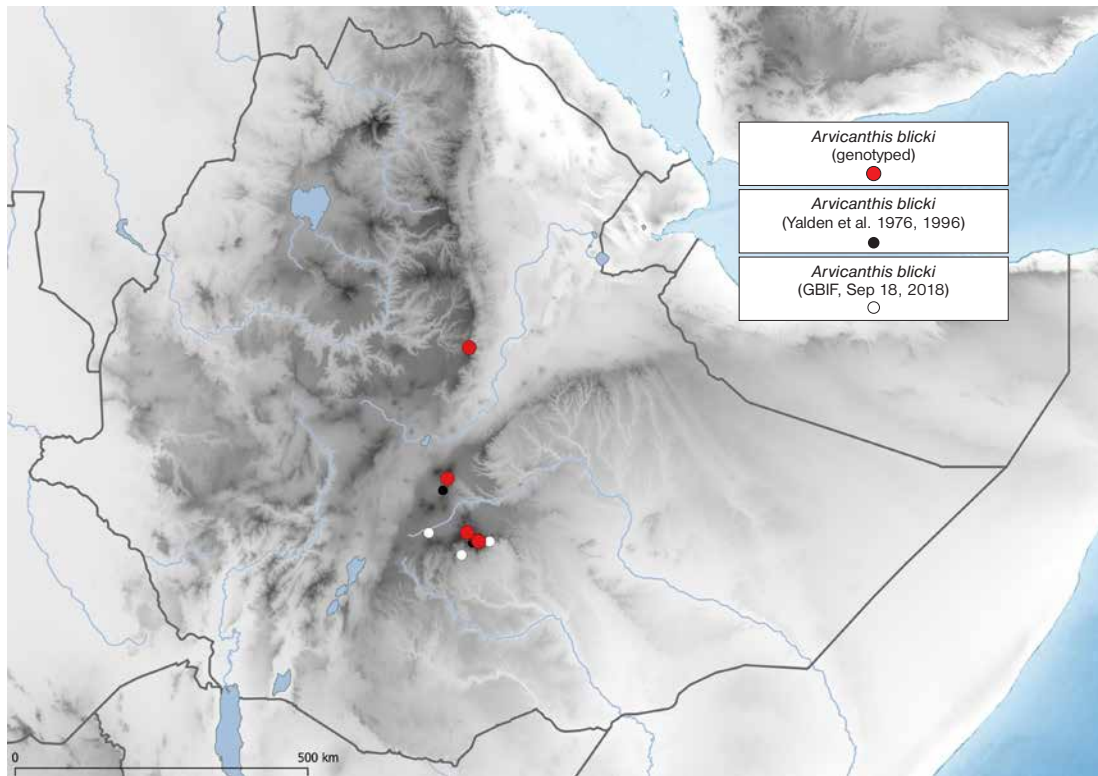 Arvicanthis blicki
(genotyped)
Arvicanthis blicki
(Yalden et al. 1976, 1996)
Arvicanthis blicki
(GBIF, Sep 18, 2018)
0 500 km